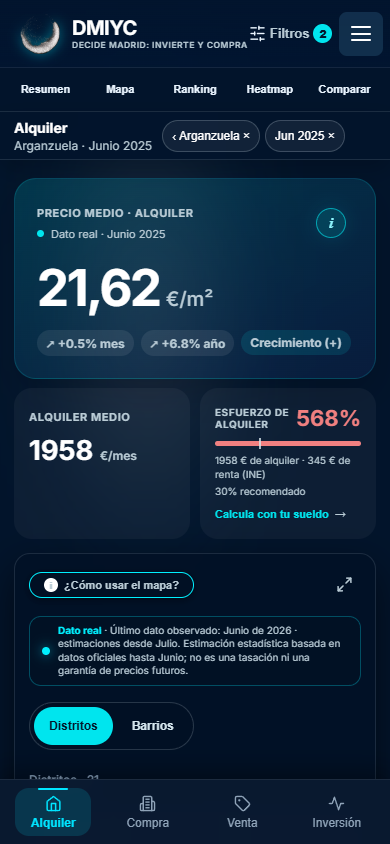 DMIYC
DECIDE MADRID: INVIERTE Y COMPRA
Filtros 2
Resumen Mapa Ranking Heatmap Comparar
Alquiler
Arganzuela · Junio 2025
‹ Arganzuela × Jun 2025 ×
PRECIO MEDIO · ALQUILER
Dato real · Junio 2025
i
21,62 €/m²
↗ +0.5% mes ↗ +6.8% año Crecimiento (+)
ALQUILER MEDIO
1958 €/mes
ESFUERZO DE
ALQUILER
568%
1958 € de alquiler · 345 € de
renta (INE)
30% recomendado
Calcula con tu sueldo →
i ¿Cómo usar el mapa?
Dato real · Último dato observado: Junio de 2026 ·
estimaciones desde Julio. Estimación estadística basada en
datos oficiales hasta Junio; no es una tasación ni una
garantía de precios futuros.
Distritos Barrios
Distritos · 21
Alquiler Compra Venta Inversión